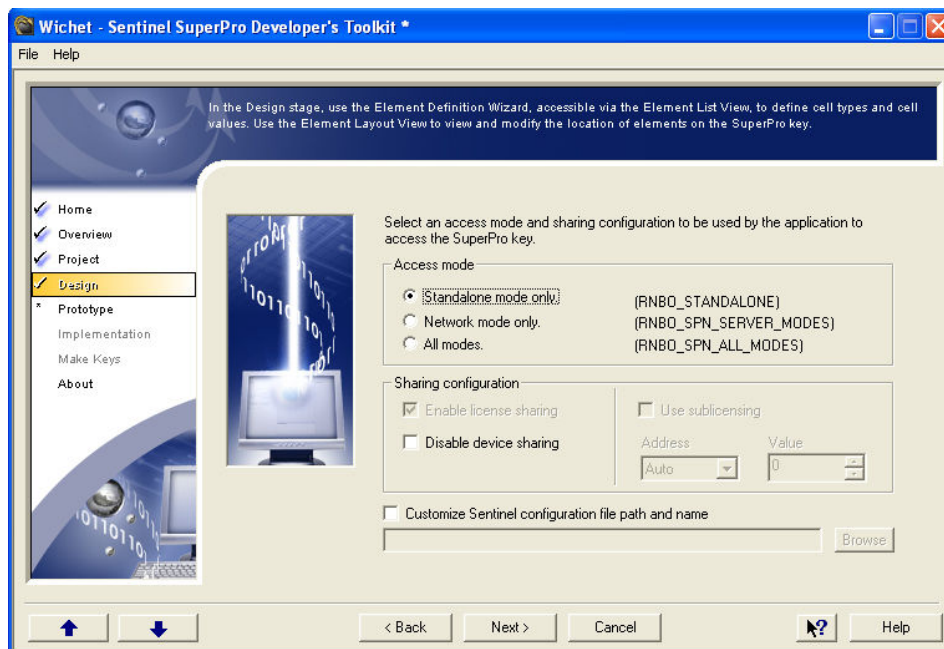 Wichet - Sentinel SuperPro Developer's Toolkit *
File Help
In the Design stage, use the Element Definition Wizard, accessible via the Element List View, to define cell types and cell
values. Use the Element Layout View to view and modify the location of elements on the SuperPro key.
Home
Overview
Project
Design
* Prototype
Implementation
Make Keys
About
Select an access mode and sharing configuration to be used by the application to
access the SuperPro key.
Access mode
Standalone mode only. (RNBO_STANDALONE)
Network mode only. (RNBO_SPN_SERVER_MODES)
All modes. (RNBO_SPN_ALL_MODES)
Sharing configuration
Enable license sharing Use sublicensing
Disable device sharing Address Value
Auto 0
Customize Sentinel configuration file path and name
Browse
< Back Next > Cancel ? Help